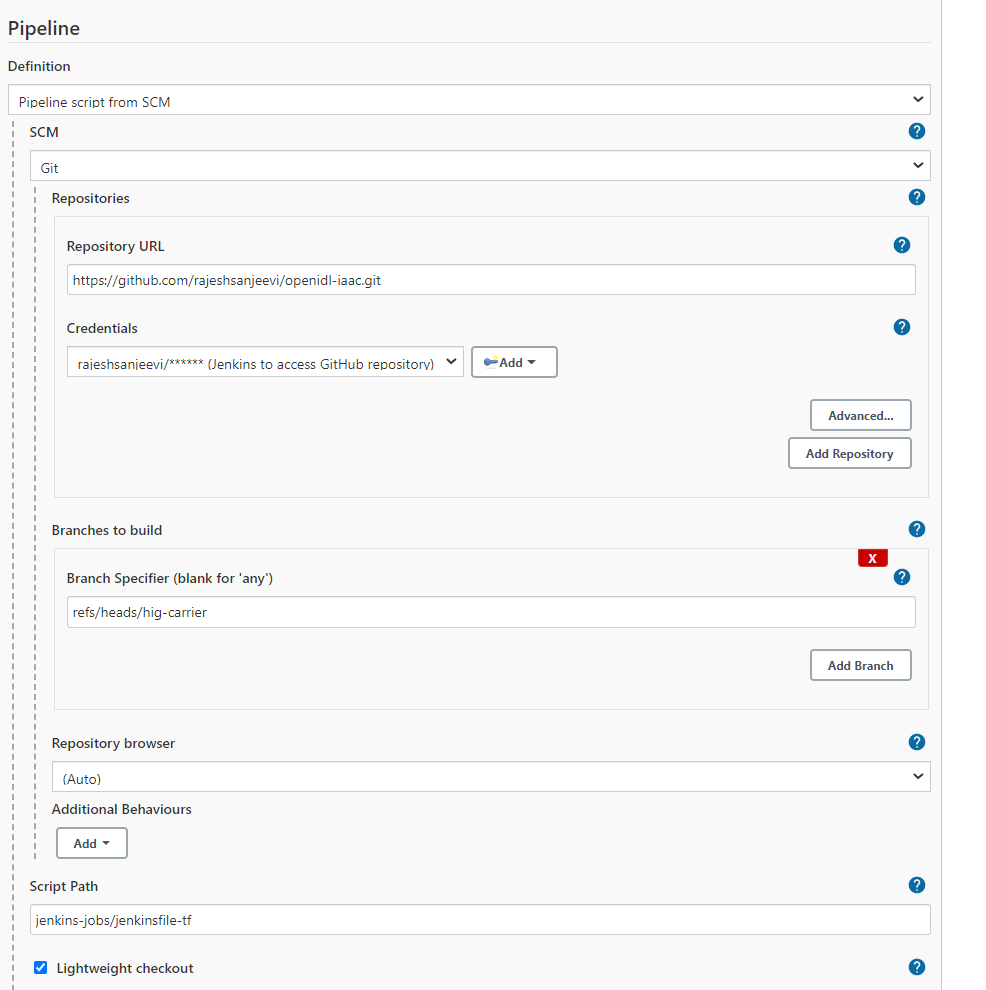 Pipeline
Definition
Pipeline script from SCM
SCM
?
Git
Repositories
?
Repository URL
?
https://github.com/rajeshsanjeevi/openidl-iaac.git
Credentials
?
rajeshsanjeevi/****** (Jenkins to access GitHub repository)
Add
Advanced...
Add Repository
Branches to build
?
X
Branch Specifier (blank for 'any')
?
refs/heads/hig-carrier
Add Branch
Repository browser
?
(Auto)
Additional Behaviours
Add
Script Path
?
jenkins-jobs/jenkinsfile-tf
Lightweight checkout
?